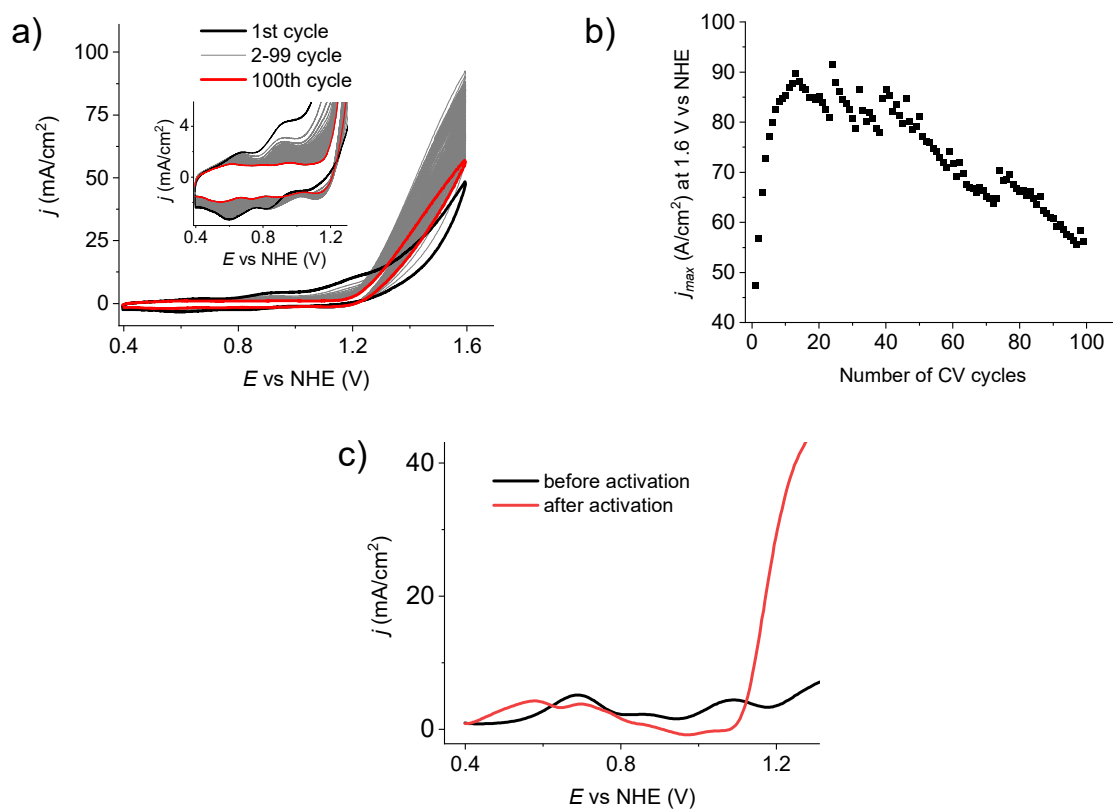 a)
1st cycle
2-99 cycle
100th cycle
100
75
50
25
0
j (mA/cm²)
4
0
j (mA/cm²)
0.4 0.8 1.2
E vs NHE (V)
0.4 0.8 1.2 1.6
E vs NHE (V)
b)
100
90
80
70
60
50
40
jmax (A/cm²) at 1.6 V vs NHE
0 20 40 60 80 100
Number of CV cycles
c)
before activation
after activation
40
20
0
j (mA/cm²)
0.4 0.8 1.2
E vs NHE (V)